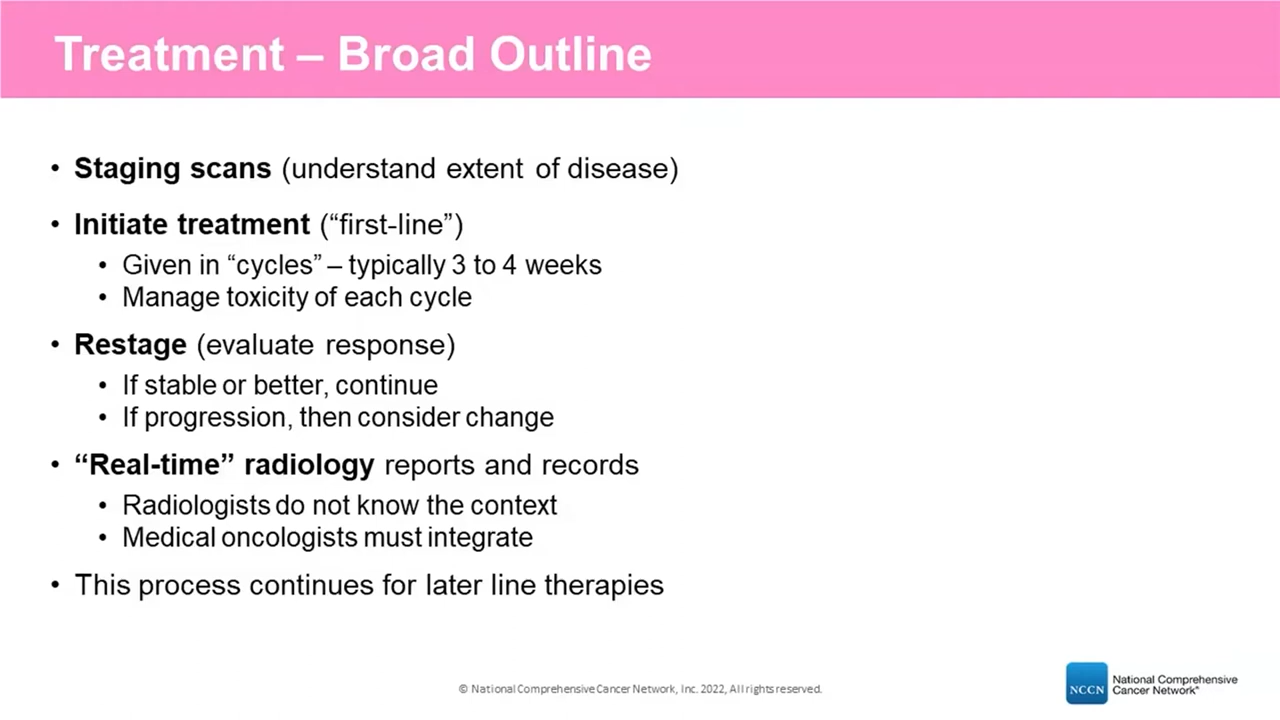 Treatment – Broad Outline
• Staging scans (understand extent of disease)
• Initiate treatment (“first-line”)
• Given in “cycles” – typically 3 to 4 weeks
• Manage toxicity of each cycle
• Restage (evaluate response)
• If stable or better, continue
• If progression, then consider change
• “Real-time” radiology reports and records
• Radiologists do not know the context
• Medical oncologists must integrate
• This process continues for later line therapies
© National Comprehensive Cancer Network, Inc. 2022, All rights reserved.
NCCN
National Comprehensive
Cancer Network®